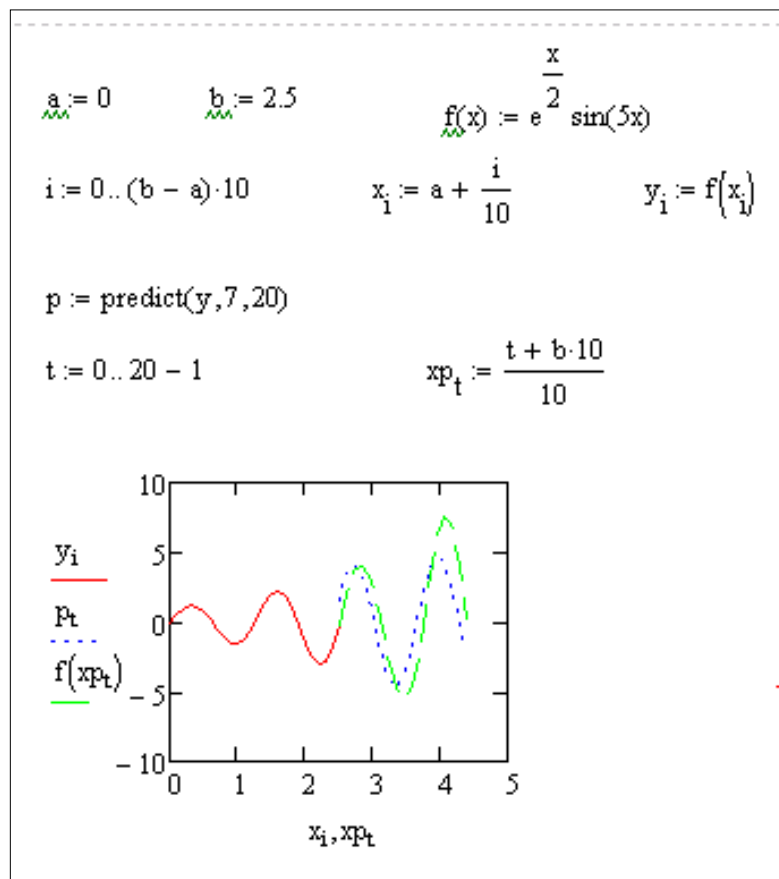 a := 0 b := 2.5 f(x) := e^(x/2) sin(5x)
i := 0 .. (b − a)·10 x_i := a + i/10 y_i := f(x_i)
p := predict(y,7,20)
t := 0 .. 20 − 1 xp_t := (t + b·10)/10
10
5
0
− 5
− 10
y_i
p_t
f(xp_t)
0 1 2 3 4 5
x_i,xp_t